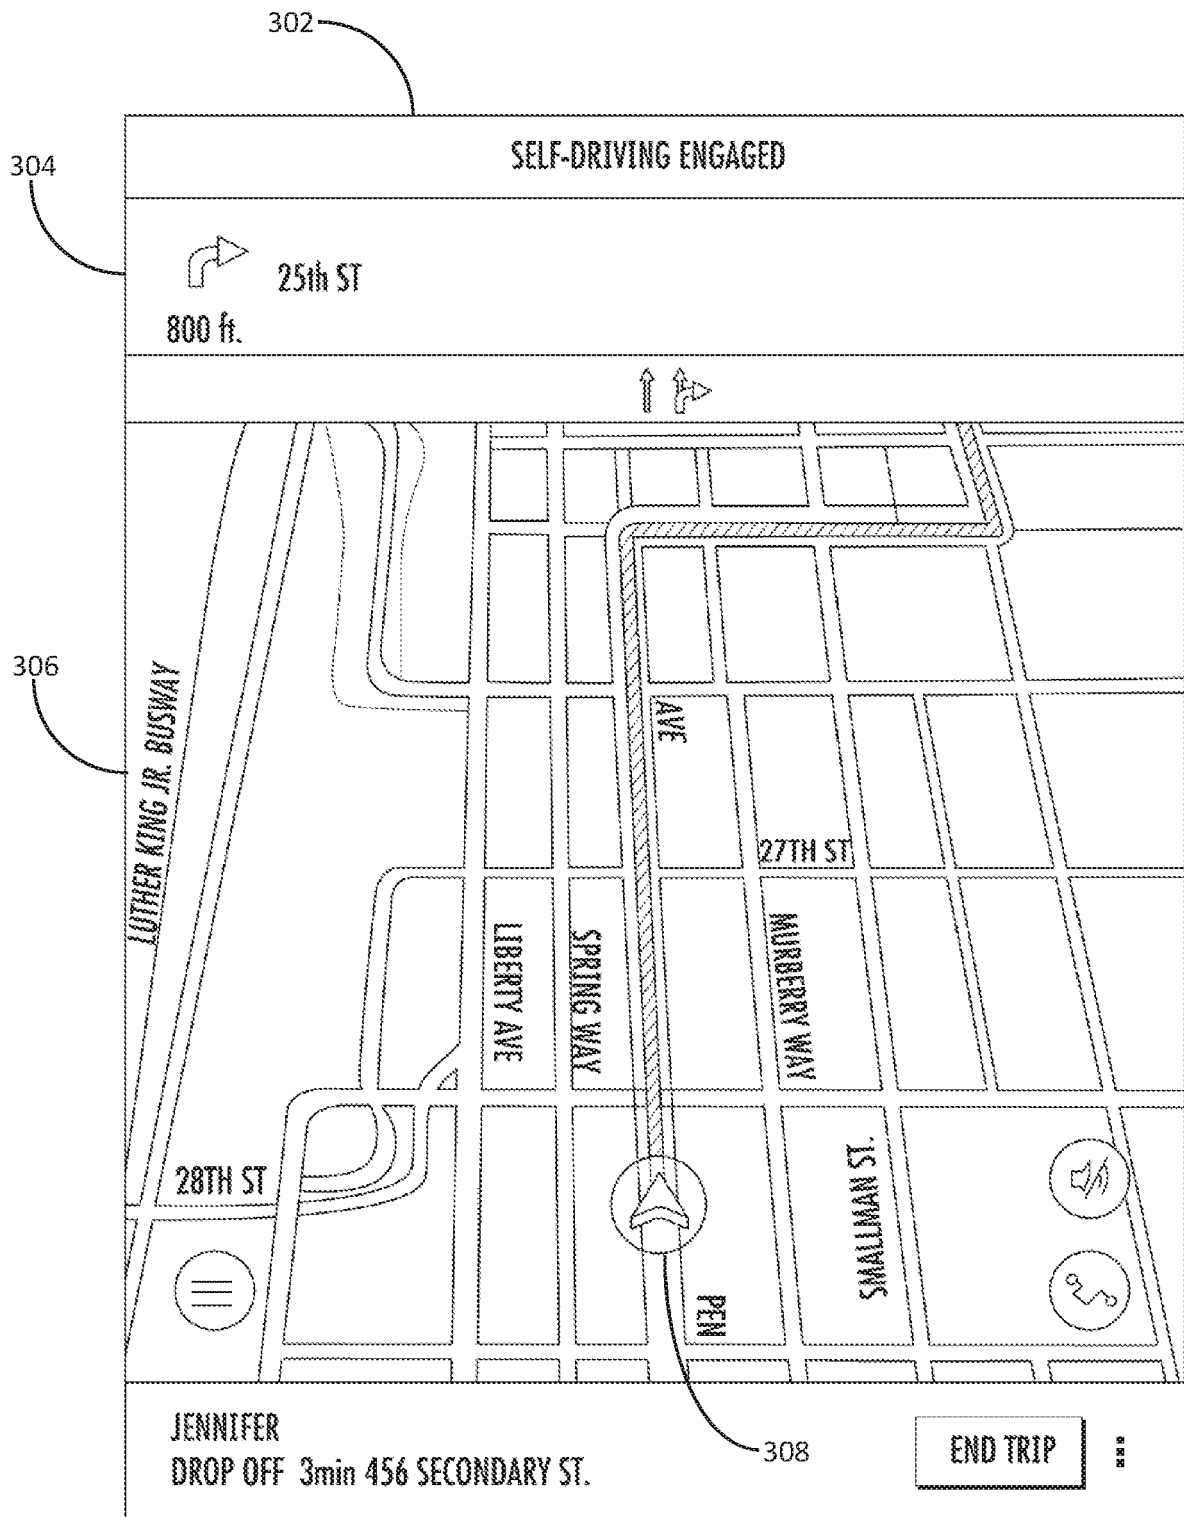 302
SELF-DRIVING ENGAGED
304
25th ST
800 ft.
306
LUTHER KING JR. BUSWAY
AVE
27TH ST
LIBERTY AVE
SPRING WAY
MURBERRY WAY
28TH ST
SMALLMAN ST.
PEN
JENNIFER
DROP OFF 3min 456 SECONDARY ST.
308
END TRIP